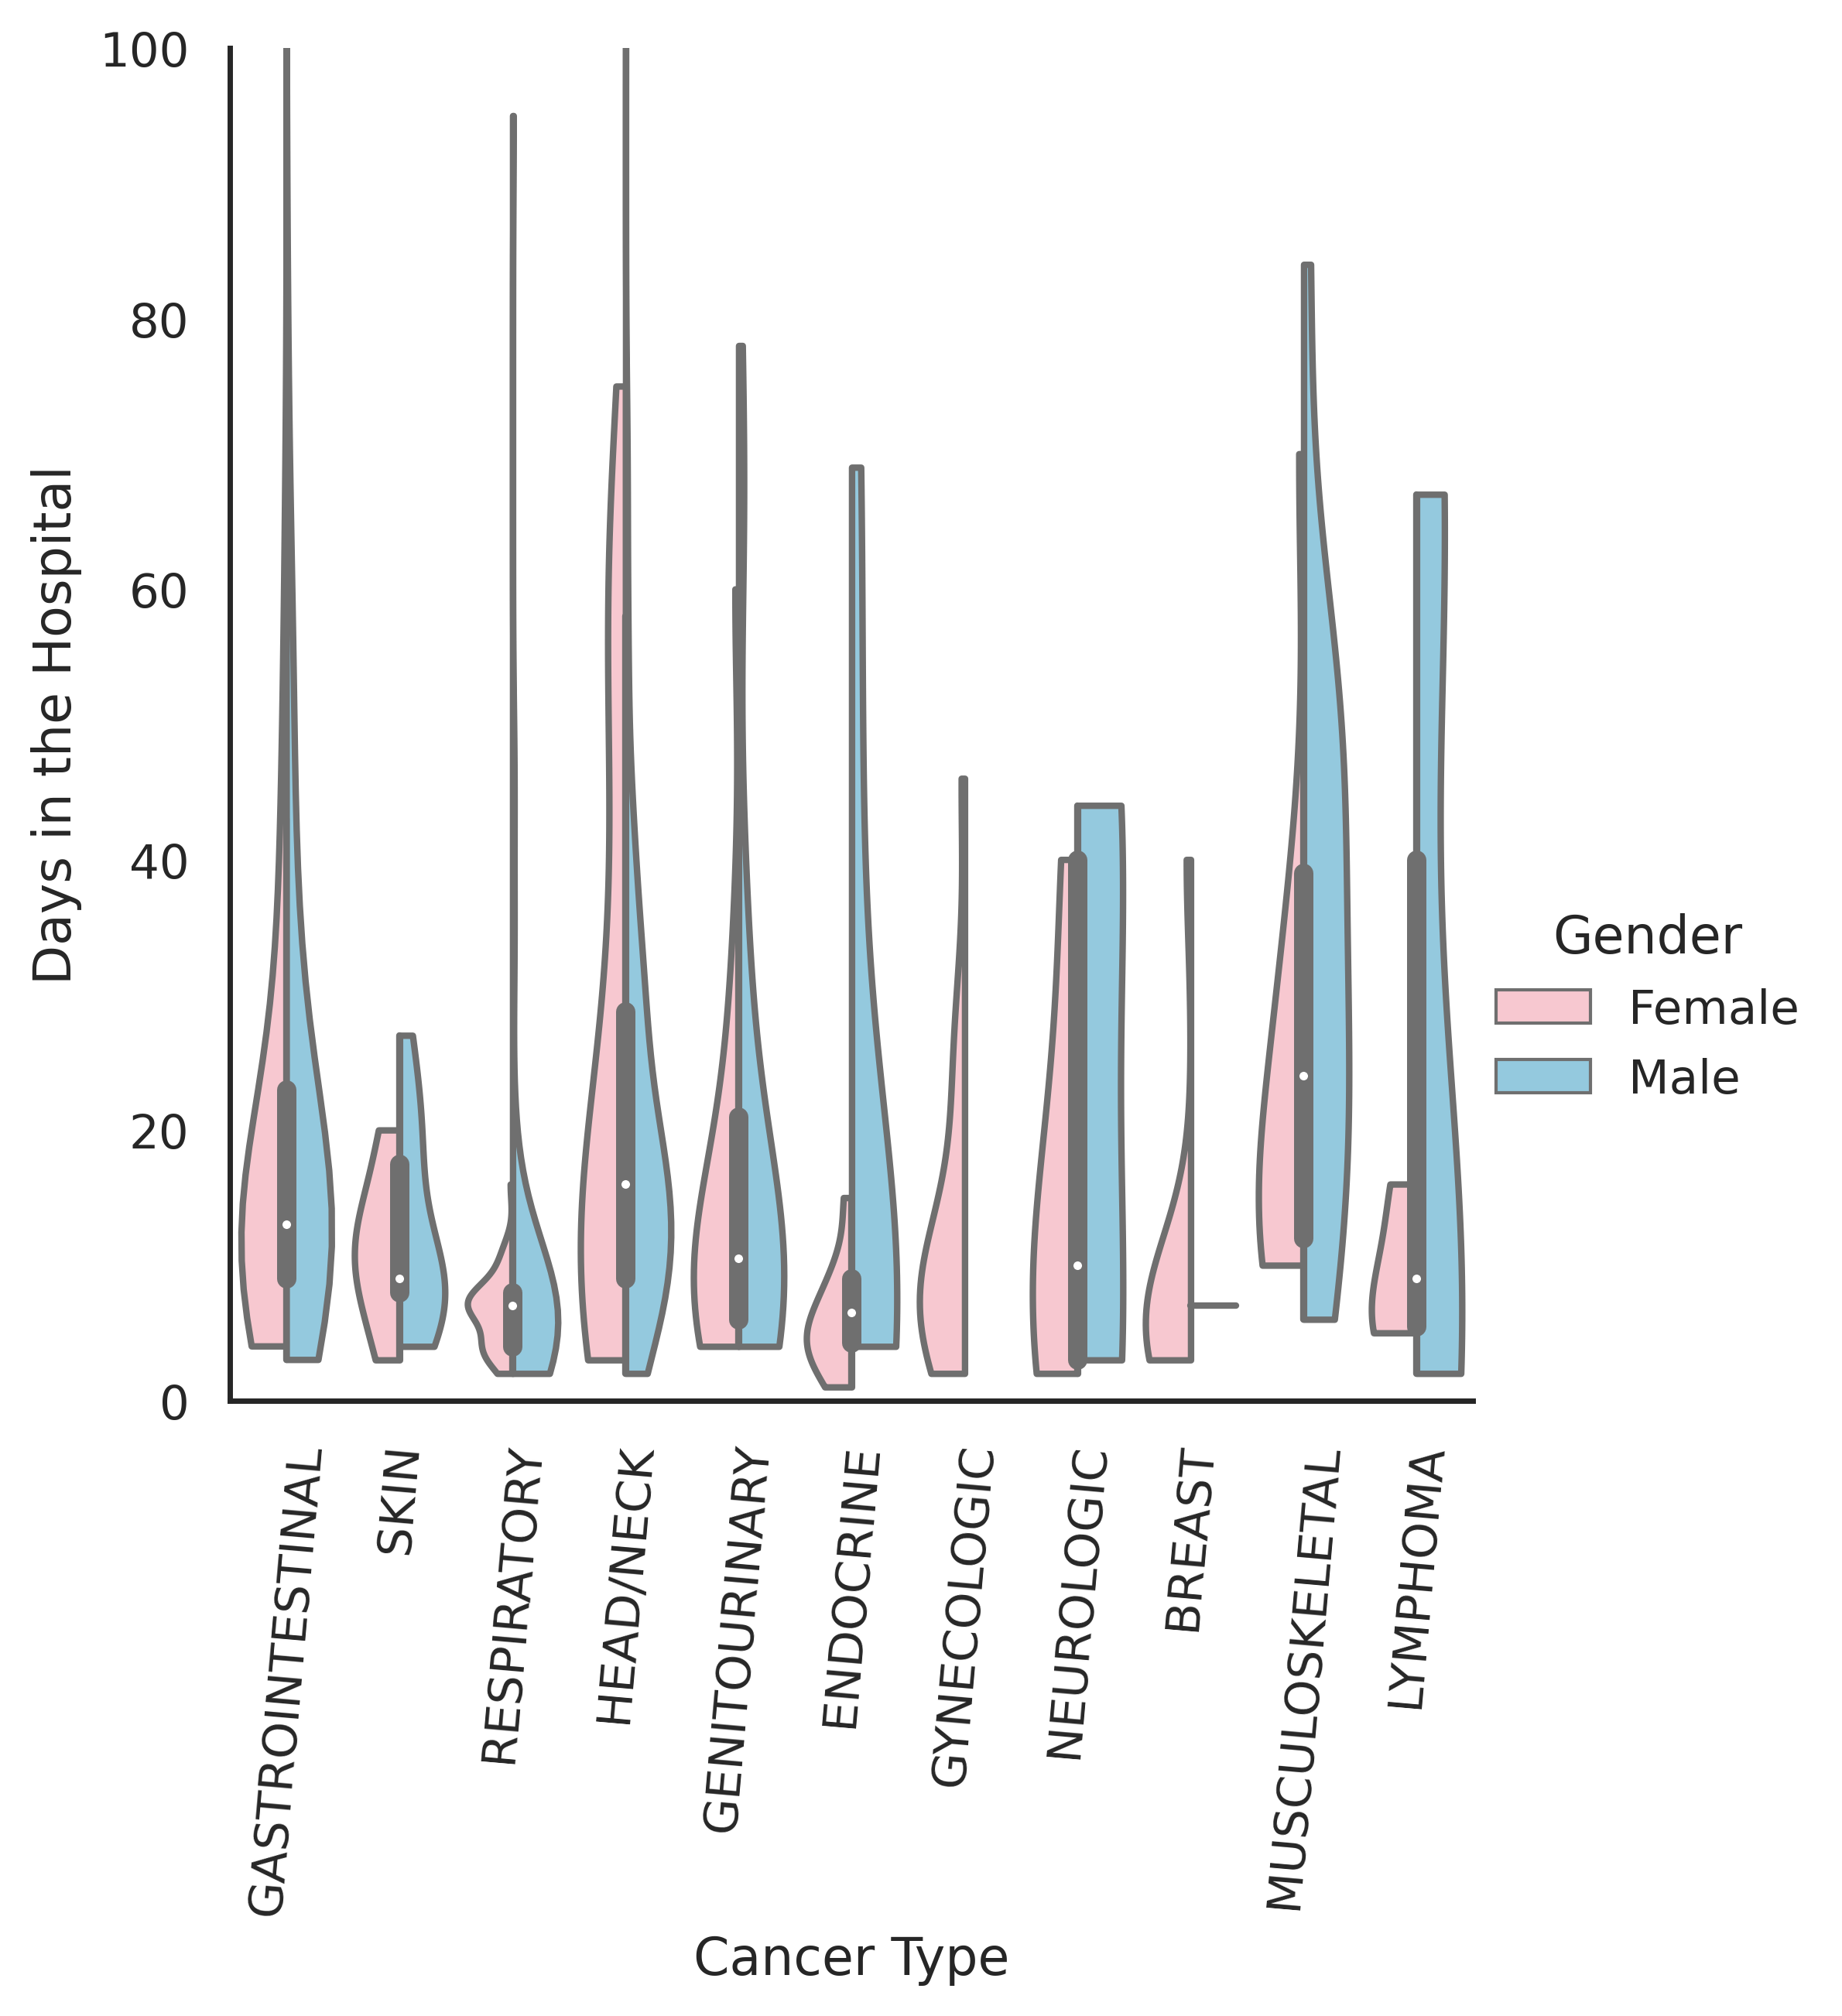 Days in the Hospital
100
80
60
40
20
0
GASTROINTESTINAL
SKIN
RESPIRATORY
HEAD/NECK
GENITOURINARY
ENDOCRINE
GYNECOLOGIC
NEUROLOGIC
BREAST
MUSCULOSKELETAL
LYMPHOMA
Cancer Type
Gender
Female
Male